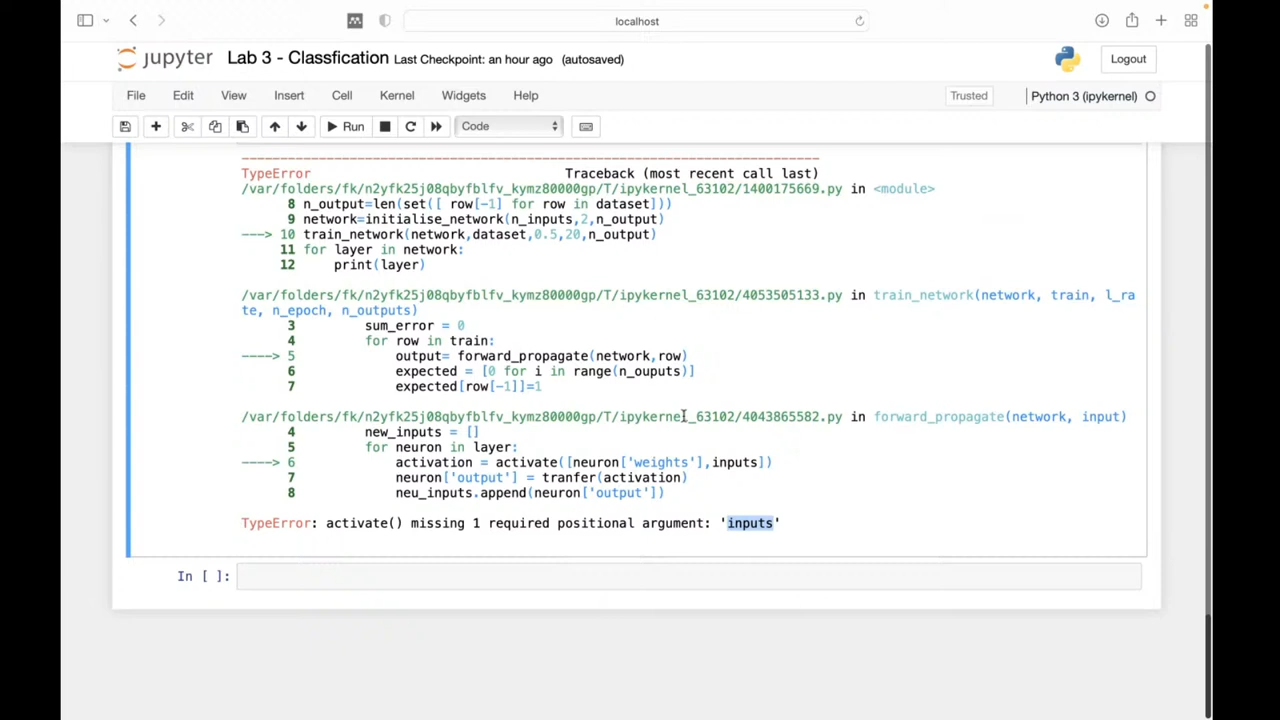 localhost
jupyter Lab 3 - Classfication Last Checkpoint: an hour ago (autosaved) Logout
File Edit View Insert Cell Kernel Widgets Help Trusted Python 3 (ipykernel)
Run Code
---------------------------------------------------------------------------
TypeError Traceback (most recent call last)
/var/folders/fk/n2yfk25j08qbyfblfv_kymz80000gp/T/ipykernel_63102/1400175669.py in <module>
8 n_output=len(set([ row[-1] for row in dataset]))
9 network=initialise_network(n_inputs,2,n_output)
---> 10 train_network(network,dataset,0.5,20,n_output)
11 for layer in network:
12     print(layer)
/var/folders/fk/n2yfk25j08qbyfblfv_kymz80000gp/T/ipykernel_63102/4053505133.py in train_network(network, train, l_ra
te, n_epoch, n_outputs)
3         sum_error = 0
4         for row in train:
----> 5             output= forward_propagate(network,row)
6             expected = [0 for i in range(n_ouputs)]
7             expected[row[-1]]=1
/var/folders/fk/n2yfk25j08qbyfblfv_kymz80000gp/T/ipykernel_63102/4043865582.py in forward_propagate(network, input)
4         new_inputs = []
5         for neuron in layer:
----> 6             activation = activate([neuron['weights'],inputs])
7             neuron['output'] = tranfer(activation)
8             neu_inputs.append(neuron['output'])
TypeError: activate() missing 1 required positional argument: 'inputs'
In [ ]: